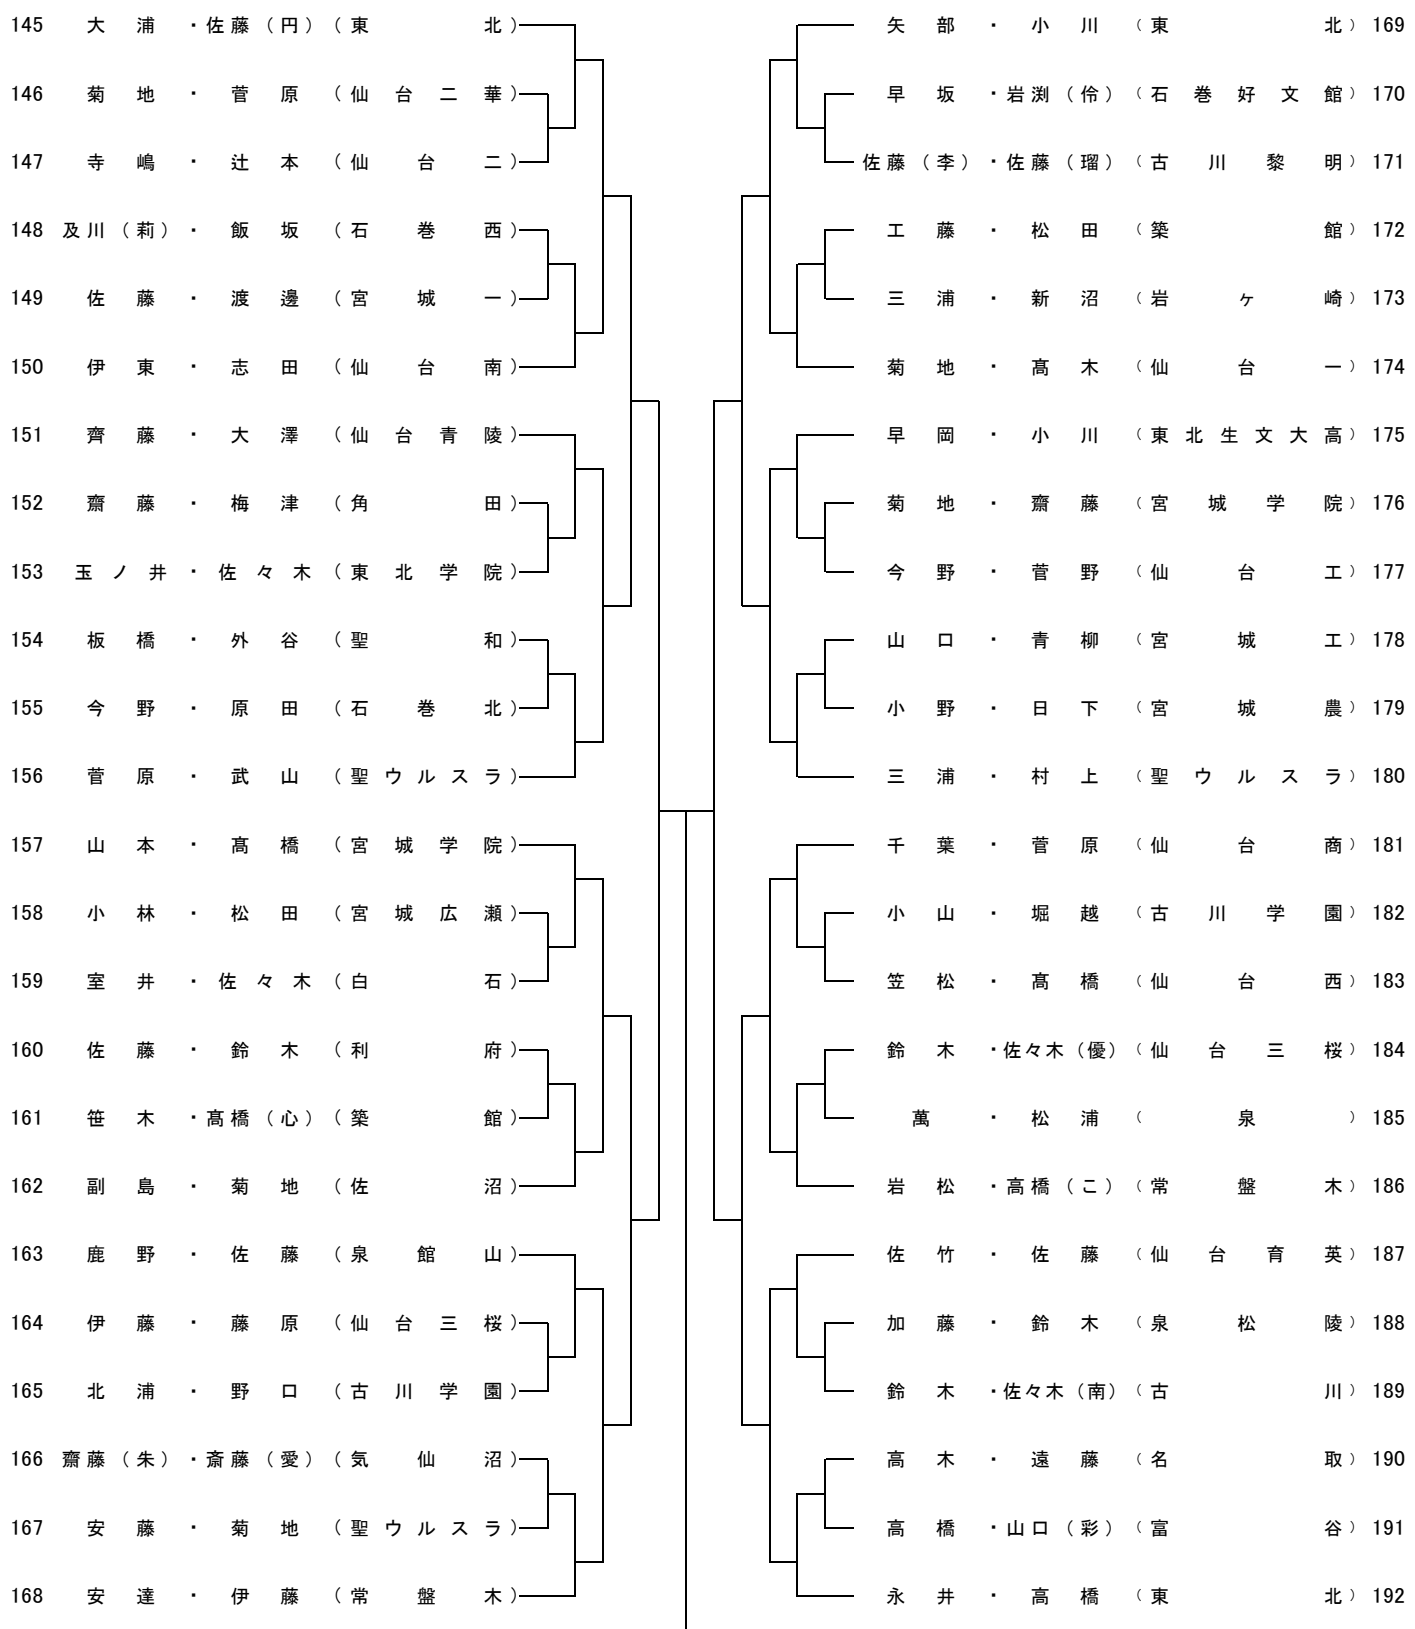 145 大浦・佐藤（円）（東北）
146 菊地・菅原（仙台二華）
147 寺嶋・辻本（仙台二）
148 及川（莉）・飯坂（石巻西）
149 佐藤・渡邊（宮城一）
150 伊東・志田（仙台南）
151 齊藤・大澤（仙台青陵）
152 齋藤・梅津（角田）
153 玉ノ井・佐々木（東北学院）
154 板橋・外谷（聖和）
155 今野・原田（石巻北）
156 菅原・武山（聖ウルスラ）
157 山本・髙橋（宮城学院）
158 小林・松田（宮城広瀬）
159 室井・佐々木（白石）
160 佐藤・鈴木（利府）
161 笹木・髙橋（心）（築館）
162 副島・菊地（佐沼）
163 鹿野・佐藤（泉館山）
164 伊藤・藤原（仙台三桜）
165 北浦・野口（古川学園）
166 齋藤（朱）・斎藤（愛）（気仙沼）
167 安藤・菊地（聖ウルスラ）
168 安達・伊藤（常盤木）
矢部・小川（東北）169
早坂・岩渕（伶）（石巻好文館）170
佐藤（李）・佐藤（瑠）（古川黎明）171
工藤・松田（築館）172
三浦・新沼（岩ヶ崎）173
菊地・髙木（仙台一）174
早岡・小川（東北生文大高）175
菊地・齋藤（宮城学院）176
今野・菅野（仙台工）177
山口・青柳（宮城工）178
小野・日下（宮城農）179
三浦・村上（聖ウルスラ）180
千葉・菅原（仙台商）181
小山・堀越（古川学園）182
笠松・髙橋（仙台西）183
鈴木・佐々木（優）（仙台三桜）184
萬・松浦（泉）185
岩松・高橋（こ）（常盤木）186
佐竹・佐藤（仙台育英）187
加藤・鈴木（泉松陵）188
鈴木・佐々木（南）（古川）189
高木・遠藤（名取）190
高橋・山口（彩）（富谷）191
永井・高橋（東北）192